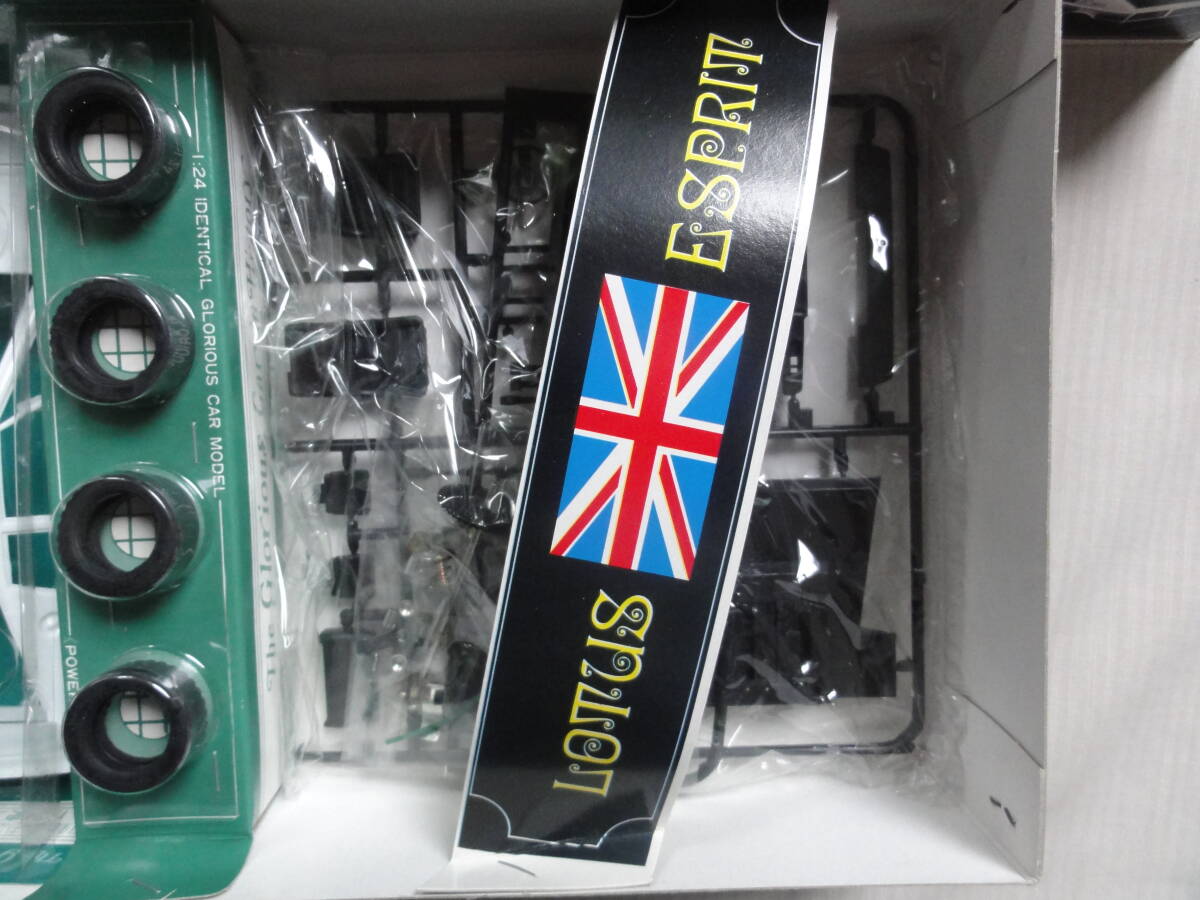 LOTUS ESPRIT
1:24 IDENTICAL GLORIOUS CAR MODEL
The Glorious Car
(POWER